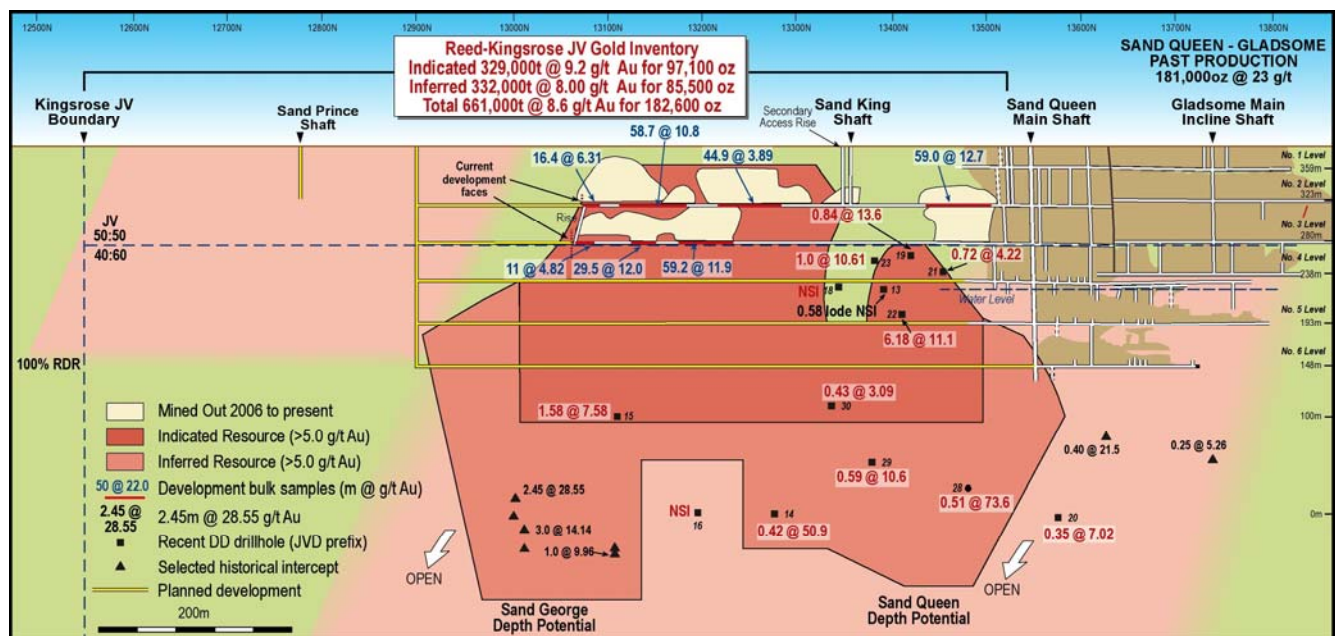 12500N
12700N
12800N
12900N
13000N
13100N
13200N
13300N
13400N
13500N
13600N
13700N
13800N
Reed-Kingsrose JV Gold Inventory
Indicated 329,000t @ 9.2 g/t Au for 97,100 oz
Inferred 332,000t @ 8.00 g/t Au for 85,500 oz
Total 661,000t @ 8.6 g/t Au for 182,600 oz
SAND QUEEN - GLADSOME
PAST PRODUCTION
181,000oz @ 23 g/t
Kingsrose JV
Boundary
Sand Prince
Shaft
Secondary
Access Rise
Sand King
Shaft
Sand Queen
Main Shaft
Gladsome Main
Incline Shaft
58.7 @ 10.8
16.4 @ 6.31
44.9 @ 3.89
59.0 @ 12.7
Current
development
faces
Rise
No. 1 Level
359m
No. 2 Level
323m
No. 3 Level
280m
No. 4 Level
238m
No. 5 Level
193m
No. 6 Level
148m
100m
0m
JV
50:50
40:60
0.84 @ 13.6
19
11 @ 4.82
29.5 @ 12.0
59.2 @ 11.9
1.0 @ 10.61
23
0.72 @ 4.22
21
NSI
18
13
0.58 lode NSI
Water Level
22
6.18 @ 11.1
100% RDR
0.43 @ 3.09
30
1.58 @ 7.58
15
0.40 @ 21.5
0.25 @ 5.26
29
0.59 @ 10.6
28
0.51 @ 73.6
2.45 @ 28.55
3.0 @ 14.14
1.0 @ 9.96
NSI
16
14
0.42 @ 50.9
20
0.35 @ 7.02
Mined Out 2006 to present
Indicated Resource (>5.0 g/t Au)
Inferred Resource (>5.0 g/t Au)
50 @ 22.0 Development bulk samples (m @ g/t Au)
2.45 @
28.55
2.45m @ 28.55 g/t Au
Recent DD drillhole (JVD prefix)
Selected historical intercept
Planned development
200m
OPEN
OPEN
Sand George
Depth Potential
Sand Queen
Depth Potential